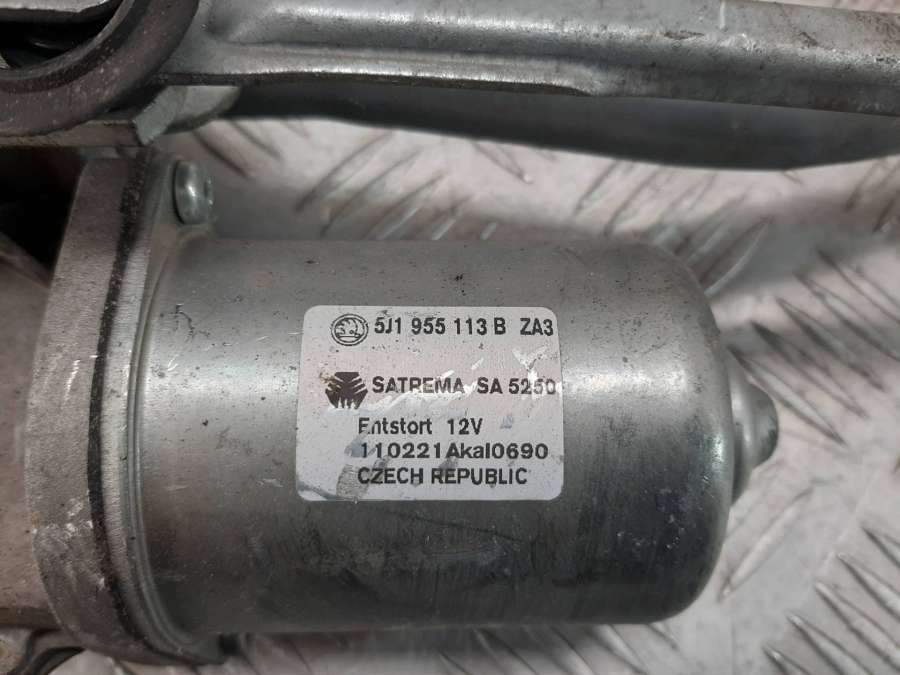 5J1 955 113 B ZA3
SATREMA SA 5250
Entstort 12V
110221Akal0690
CZECH REPUBLIC